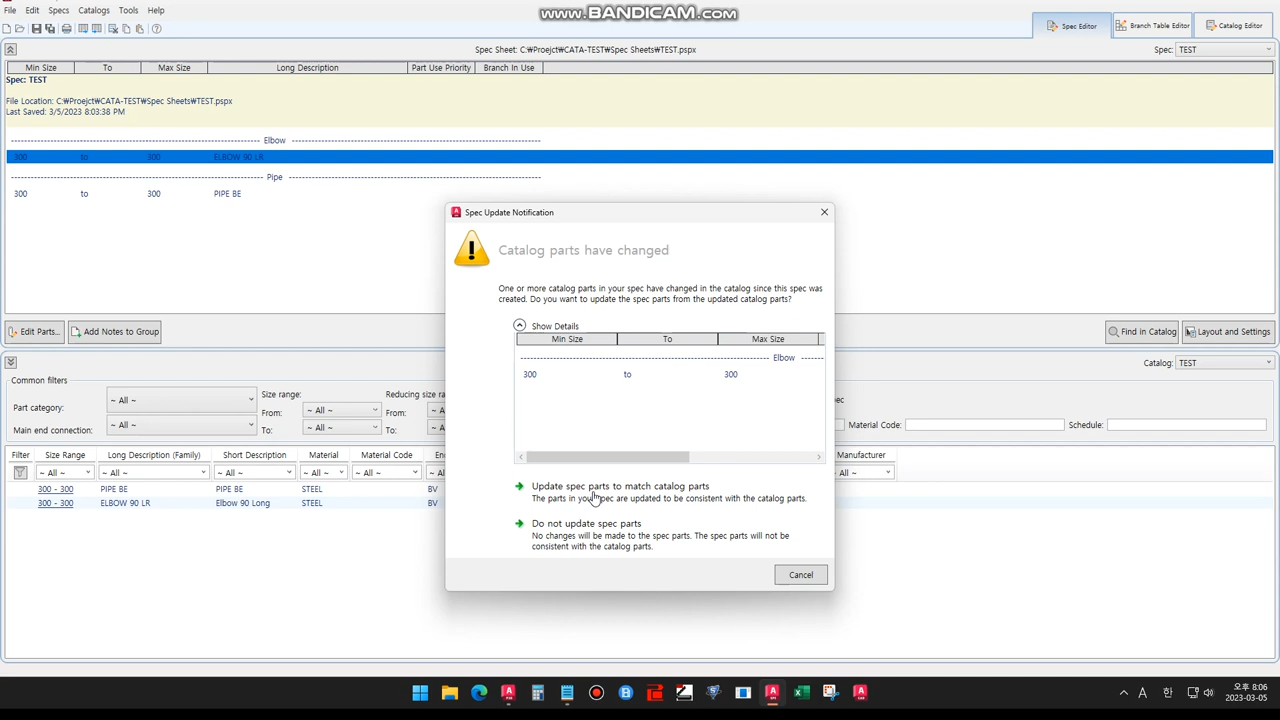 www.BANDICAM.com
File Edit Specs Catalogs Tools Help
Spec Editor Branch Table Editor Catalog Editor
Spec Sheet: C:₩Proejct₩CATA-TEST₩Spec Sheets₩TEST.pspx
Spec: TEST
Min Size To Max Size Long Description Part Use Priority Branch In Use
Spec: TEST
File Location: C:₩Proejct₩CATA-TEST₩Spec Sheets₩TEST.pspx
Last Saved: 3/5/2023 8:03:38 PM
Elbow
300 to 300 ELBOW 90 LR
Pipe
300 to 300 PIPE BE
Spec Update Notification
Catalog parts have changed
One or more catalog parts in your spec have changed in the catalog since this spec was
created. Do you want to update the spec parts from the updated catalog parts?
Show Details
Min Size To Max Size
Elbow
300 to 300
Update spec parts to match catalog parts
The parts in your spec are updated to be consistent with the catalog parts.
Do not update spec parts
No changes will be made to the spec parts. The spec parts will not be
consistent with the catalog parts.
Cancel
Edit Parts... Add Notes to Group Find in Catalog Layout and Settings
Catalog: TEST
Common filters
Part category: ~ All ~
Main end connection: ~ All ~
Size range:
From: ~ All ~
To: ~ All ~
Reducing size ra
From: ~ A
To: ~ A
Material Code: Schedule:
Filter Size Range Long Description (Family) Short Description Material Material Code En Manufacturer
~ All ~ ~ All ~ ~ All ~ ~ All ~ ~ All ~ ~ All All ~
300 - 300 PIPE BE PIPE BE STEEL BV
300 - 300 ELBOW 90 LR Elbow 90 Long STEEL BV
A 한
오후 8:06
2023-03-05